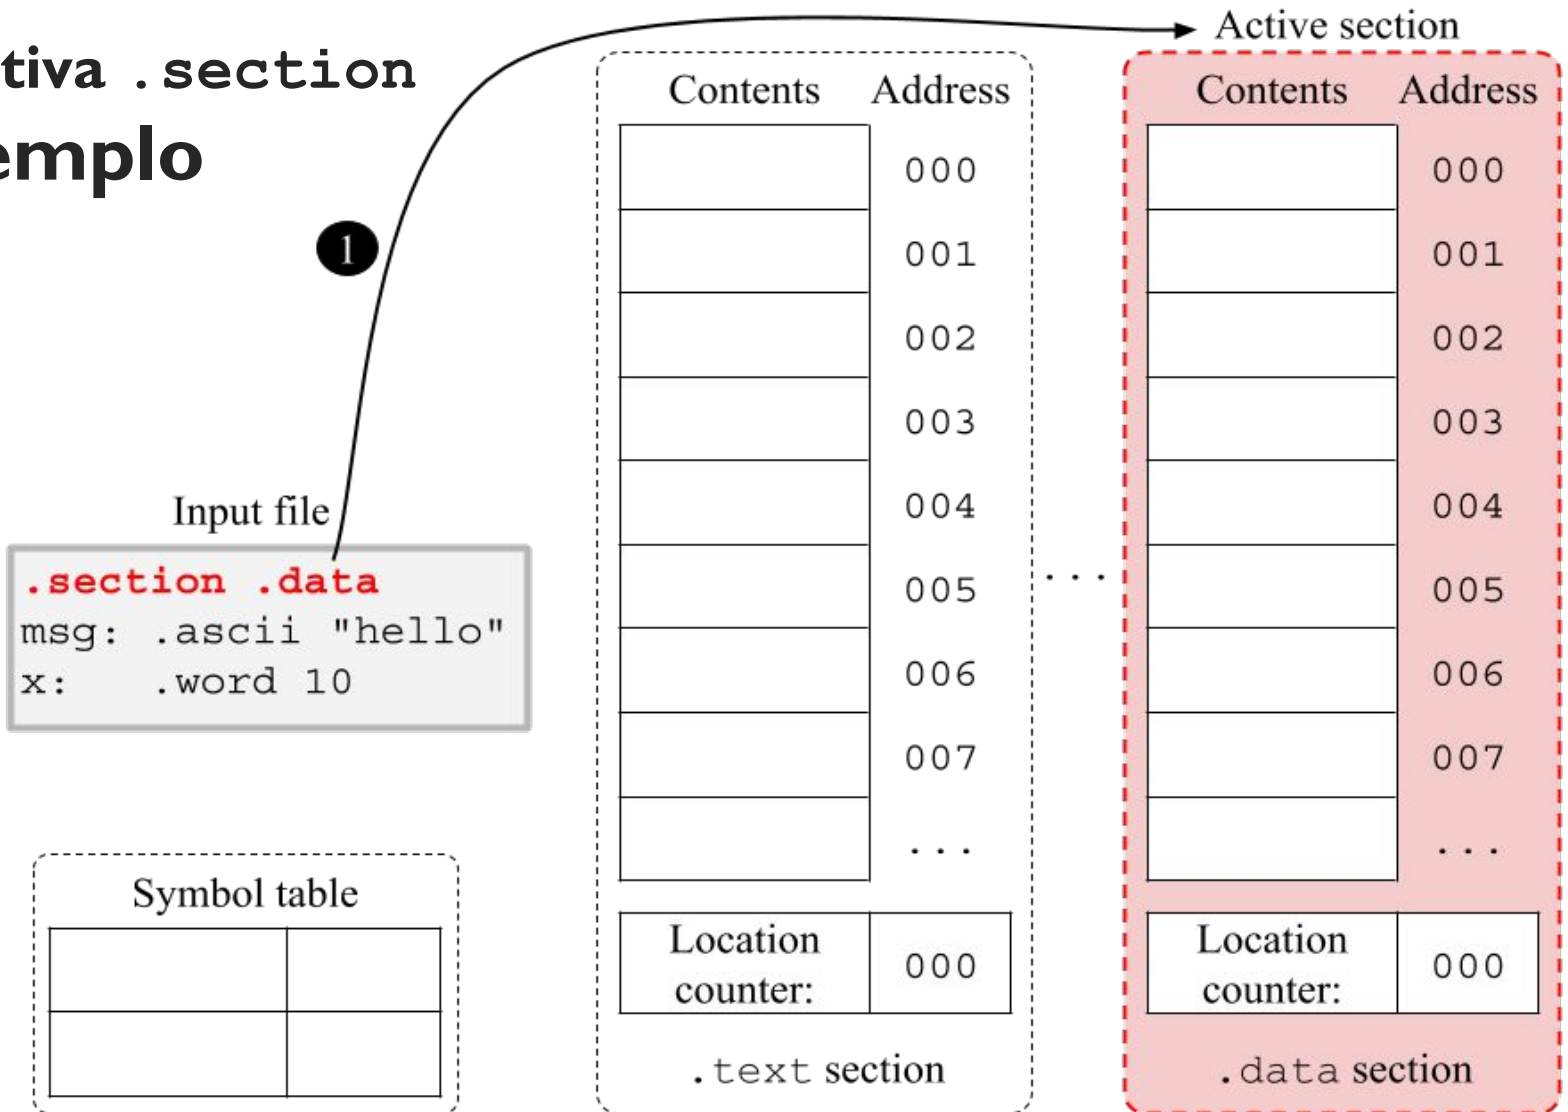 tiva .section
emplo
1
Input file
.section .data
msg: .ascii "hello"
x: .word 10
Symbol table
Contents Address
000
001
002
003
004
005
006
007
...
Location
counter:
000
.text section
...
Active section
Contents Address
000
001
002
003
004
005
006
007
...
Location
counter:
000
.data section